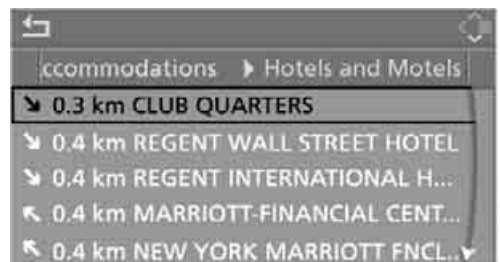 ccommodations Hotels and Motels
0.3 km CLUB QUARTERS
0.4 km REGENT WALL STREET HOTEL
0.4 km REGENT INTERNATIONAL H...
0.4 km MARRIOTT-FINANCIAL CENT...
0.4 km NEW YORK MARRIOTT FNCL..